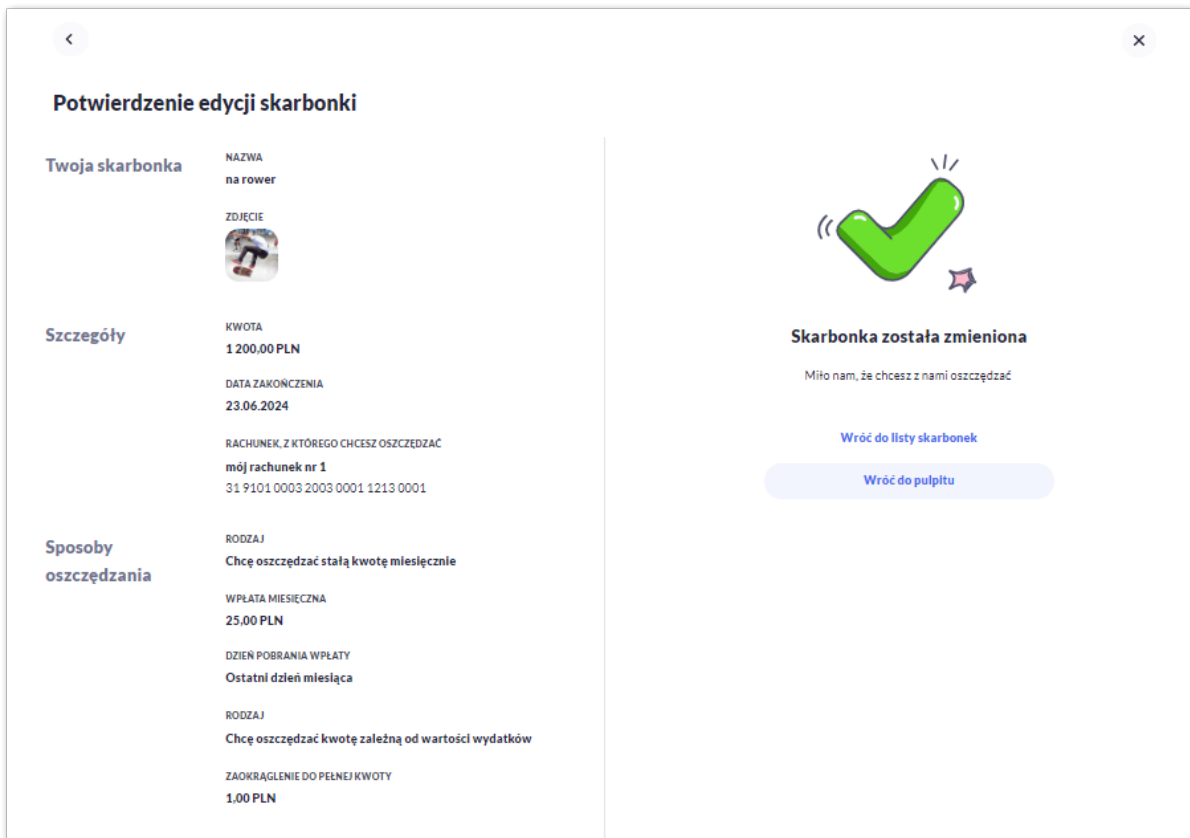 Potwierdzenie edycji skarbonki
Twoja skarbonka
NAZWA
na rower
ZDJĘCIE
Szczegóły
KWOTA
1 200,00 PLN
DATA ZAKOŃCZENIA
23.06.2024
RACHUNEK, Z KTÓREGO CHCESZ OSZCZĘDZAĆ
mój rachunek nr 1
31 9101 0003 2003 0001 1213 0001
Sposoby
oszczędzania
RODZAJ
Chcę oszczędzać stałą kwotę miesięcznie
WPŁATA MIESIĘCZNA
25,00 PLN
DZIEŃ POBRANIA WPŁATY
Ostatni dzień miesiąca
RODZAJ
Chcę oszczędzać kwotę zależną od wartości wydatków
ZAOKRĄGLENIE DO PEŁNEJ KWOTY
1,00 PLN
Skarbonka została zmieniona
Miło nam, że chcesz z nami oszczędzać
Wróć do listy skarbonek
Wróć do pulpitu